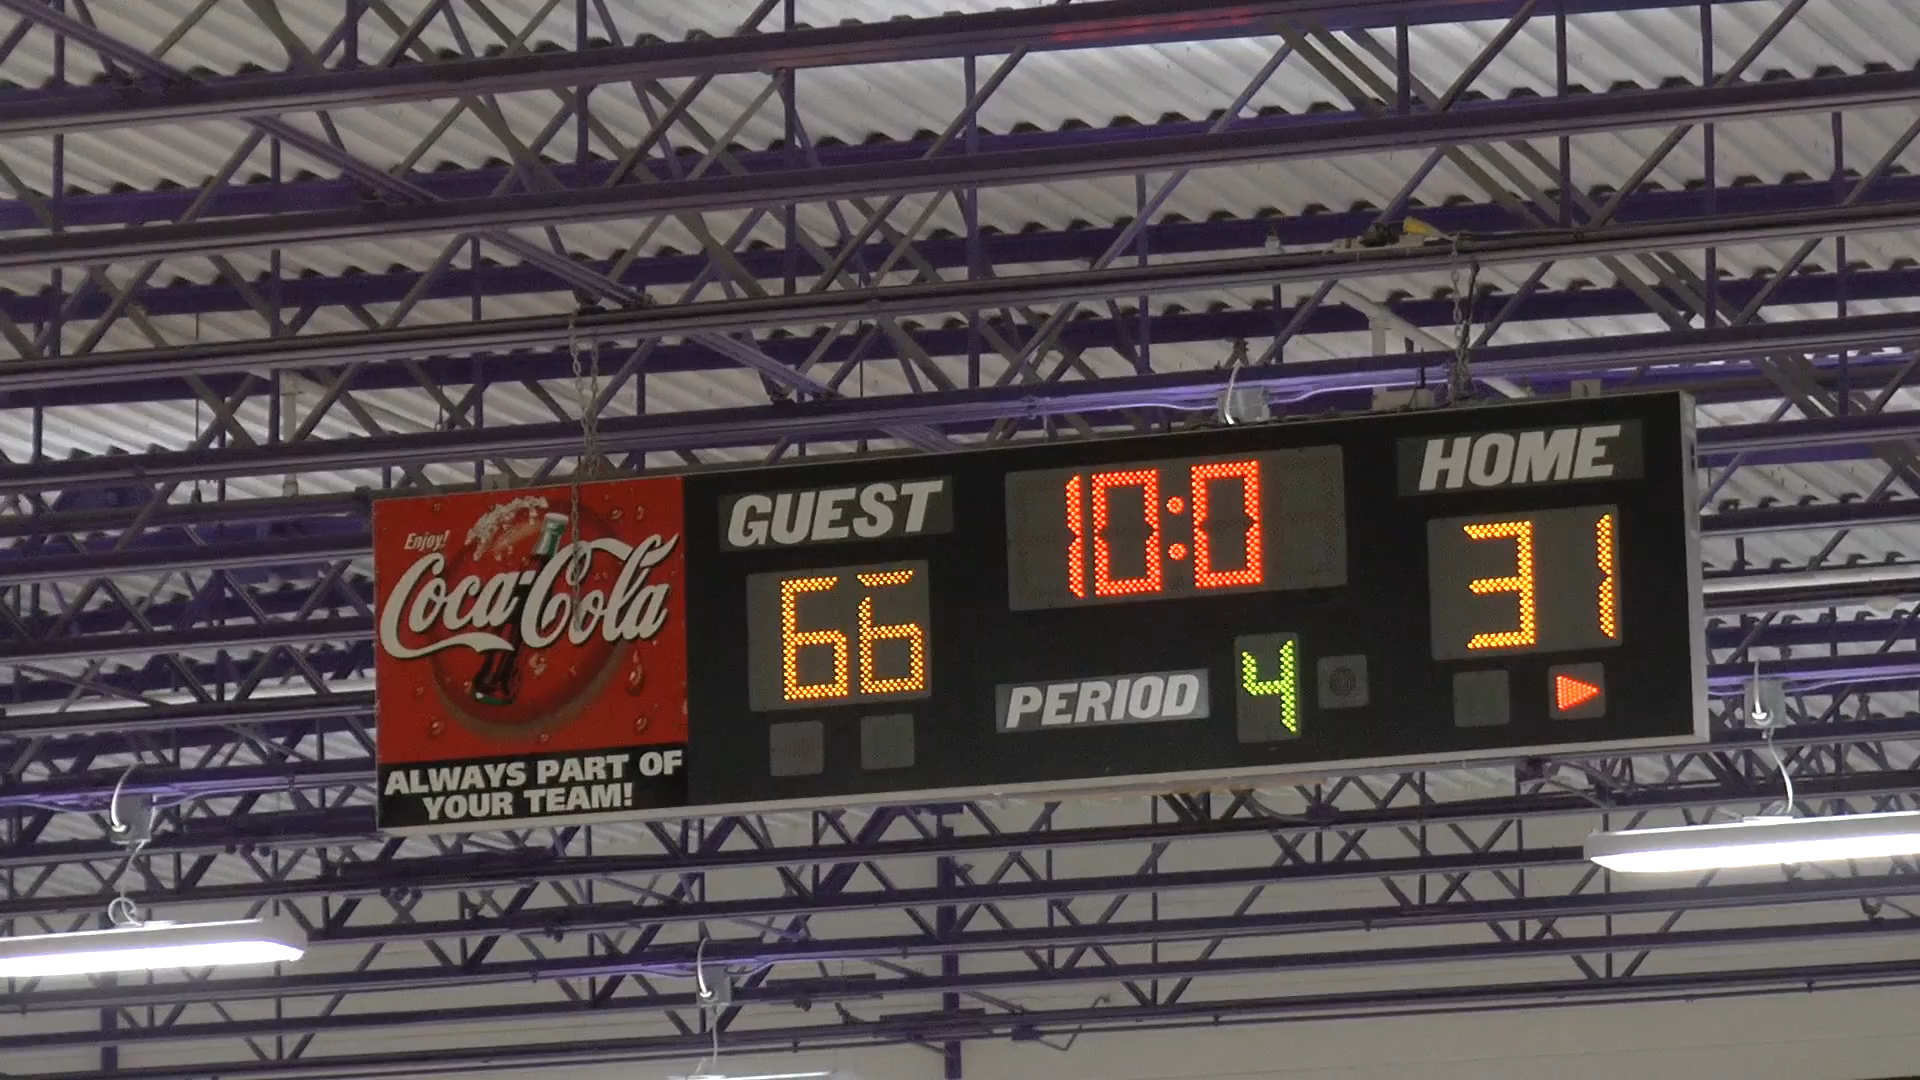 Enjoy!
Coca-Cola
ALWAYS PART OF
YOUR TEAM!
GUEST
66
10:0
PERIOD 4
HOME
31